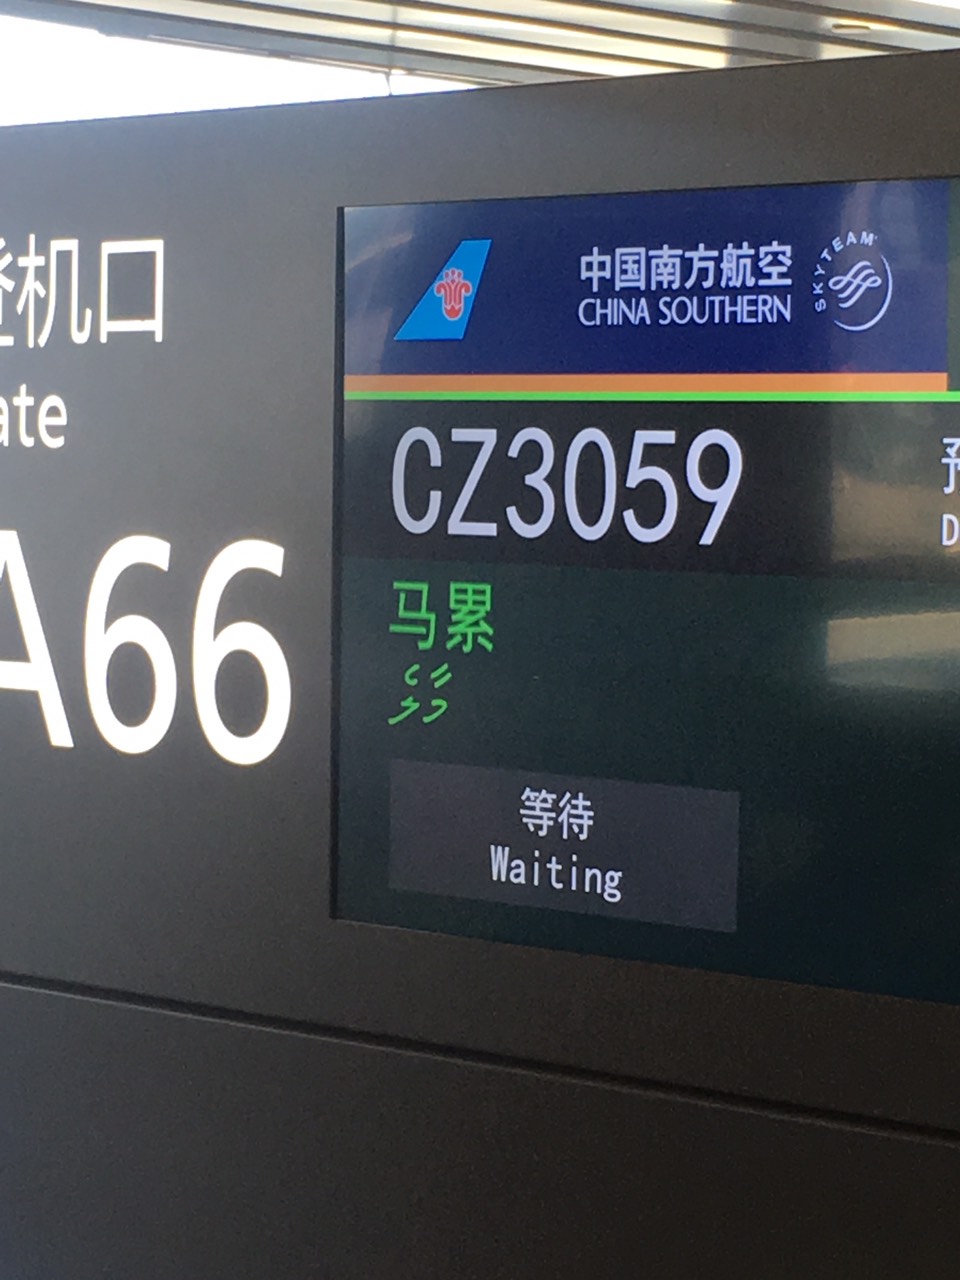 登机口
ate
A66
中国南方航空
CHINA SOUTHERN
SKYTEAM
CZ3059
马累
等待
Waiting